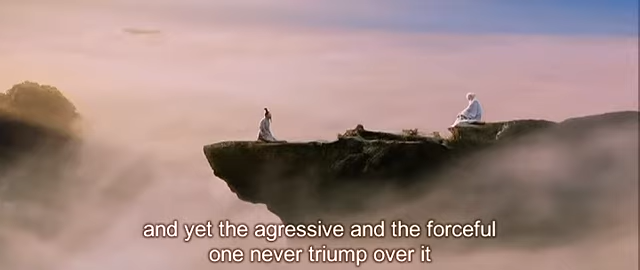 and yet the agressive and the forceful
one never triump over it